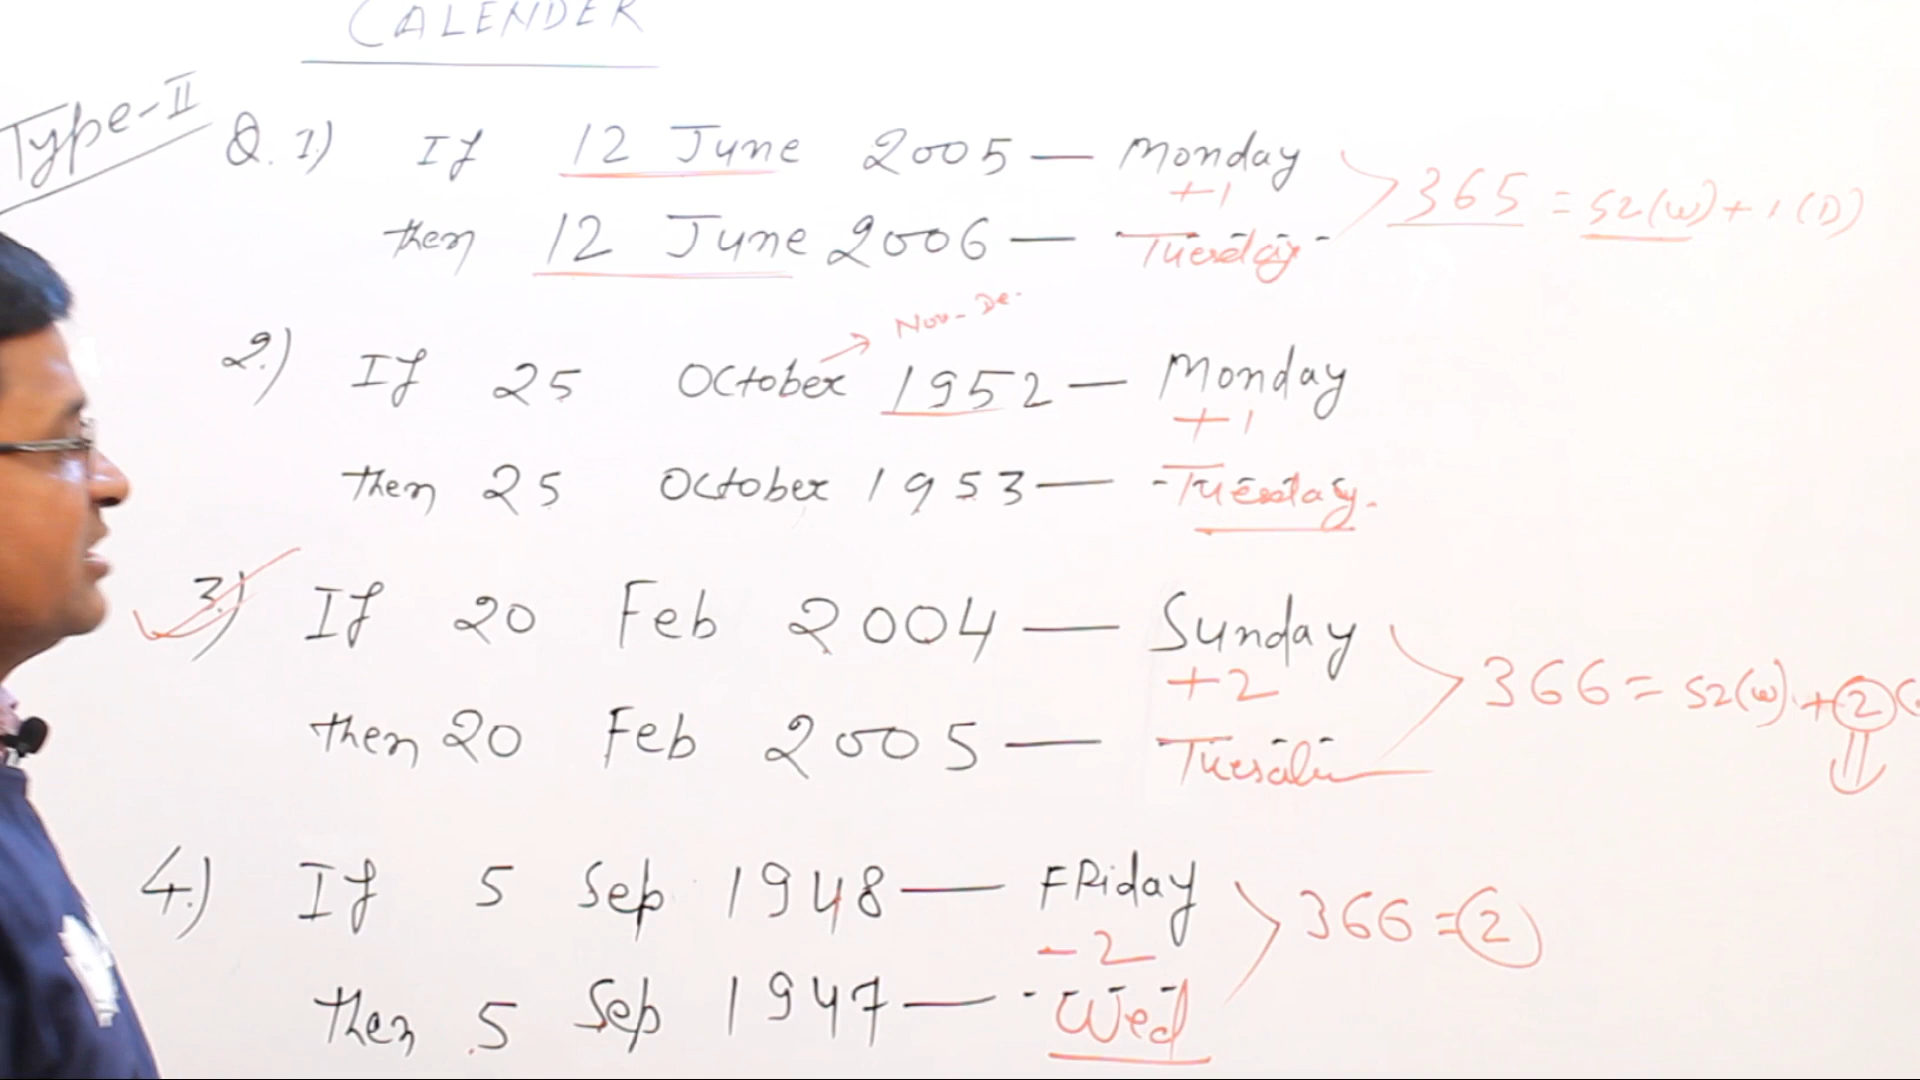 CALENDER
Type-II
Q.1) If 12 June 2005 — Monday
+1
365 = 52(W) + 1(D)
then 12 June 2006 — Tuesday
Nov - De-
2.) If 25 October 1952 — Monday
+1
then 25 October 1953 — Tuesday.
3.) If 20 Feb 2004 — Sunday
+2
366 = 52(W) + 2
then 20 Feb 2005 —
4.) If 5 Sep 1948 — FRiday
-2
366 = 2
then 5 Sep 1947 — Wed